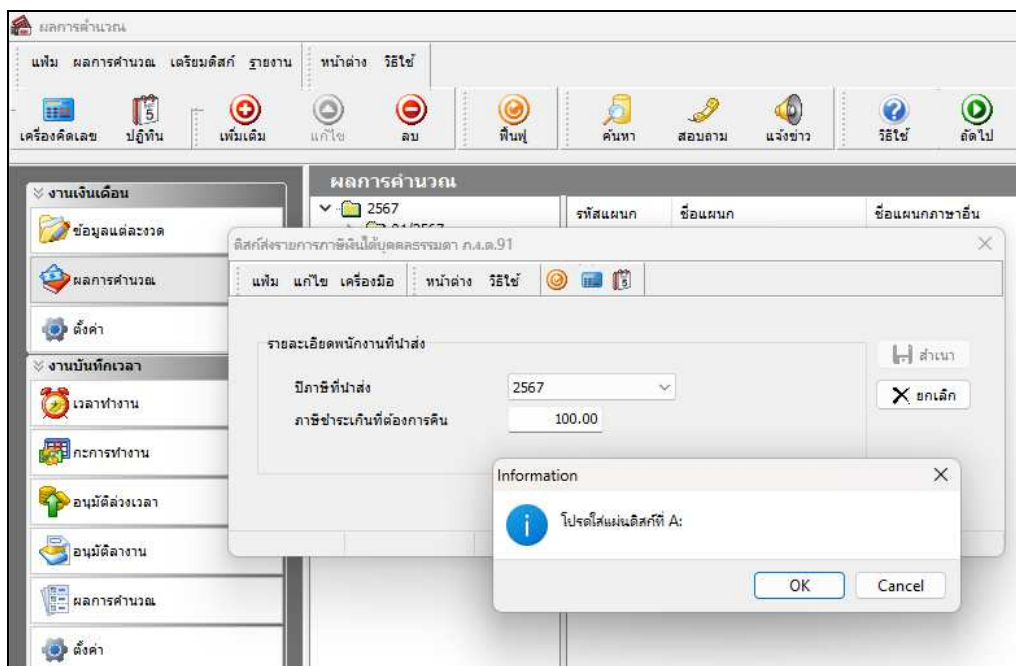 ผลการคำนวณ
แฟ้ม ผลการคำนวณ เตรียมดิสก์ รายงาน หน้าต่าง วิธีใช้
5
เครื่องคิดเลข ปฏิทิน เพิ่มเติม แก้ไข ลบ ฟื้นฟู ค้นหา สอบถาม แจ้งข่าว วิธีใช้ ถัดไป
ผลการคำนวณ
งานเงินเดือน
2567
รหัสแผนก ชื่อแผนก ชื่อแผนกภาษาอื่น
ข้อมูลแต่ละงวด
ผลการคำนวณ
ตั้งค่า
งานบันทึกเวลา
เวลาทำงาน
กะการทำงาน
อนุมัติล่วงเวลา
อนุมัติลางาน
ผลการคำนวณ
ตั้งค่า
ดิสก์ส่งรายการภาษีเงินได้บุคคลธรรมดา ภ.ง.ด.91
แฟ้ม แก้ไข เครื่องมือ หน้าต่าง วิธีใช้ 5
รายละเอียดพนักงานที่นำส่ง
ปีภาษีที่นำส่ง 2567
ภาษีชำระเกินที่ต้องการคืน 100.00
สำเนา
ยกเลิก
Information
โปรดใส่แผ่นดิสก์ที่ A:
OK Cancel